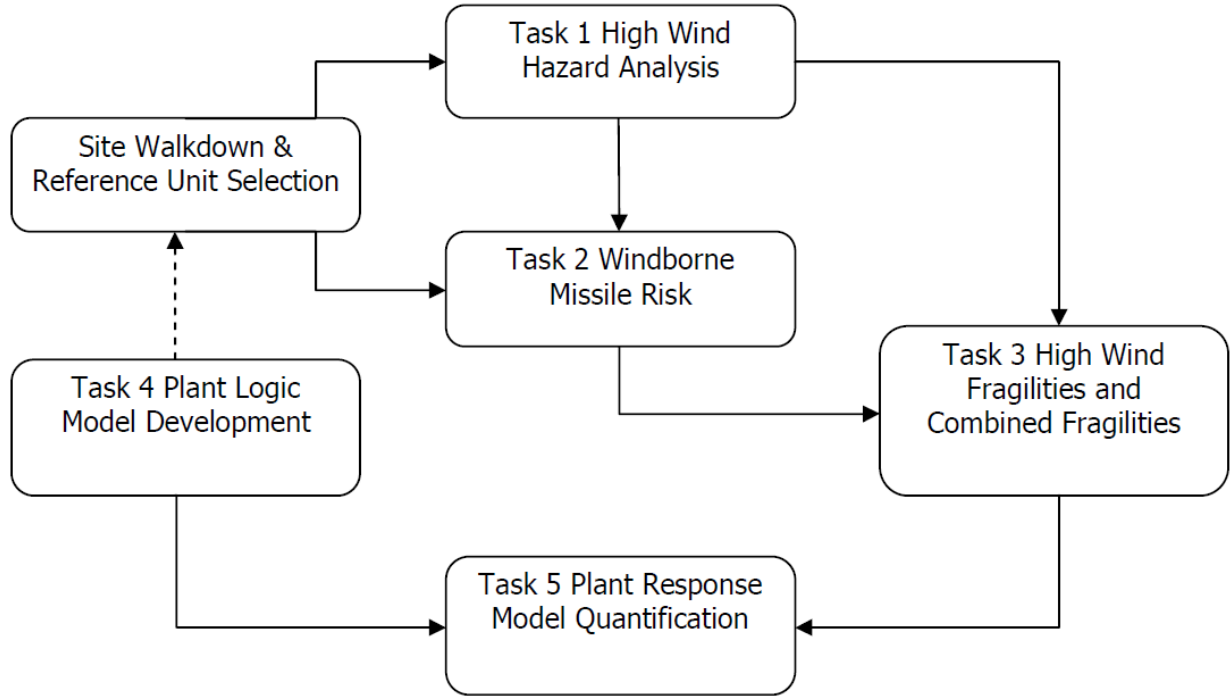 Task 1 High Wind
Hazard Analysis
Site Walkdown &
Reference Unit Selection
Task 2 Windborne
Missile Risk
Task 3 High Wind
Fragilities and
Combined Fragilities
Task 4 Plant Logic
Model Development
Task 5 Plant Response
Model Quantification